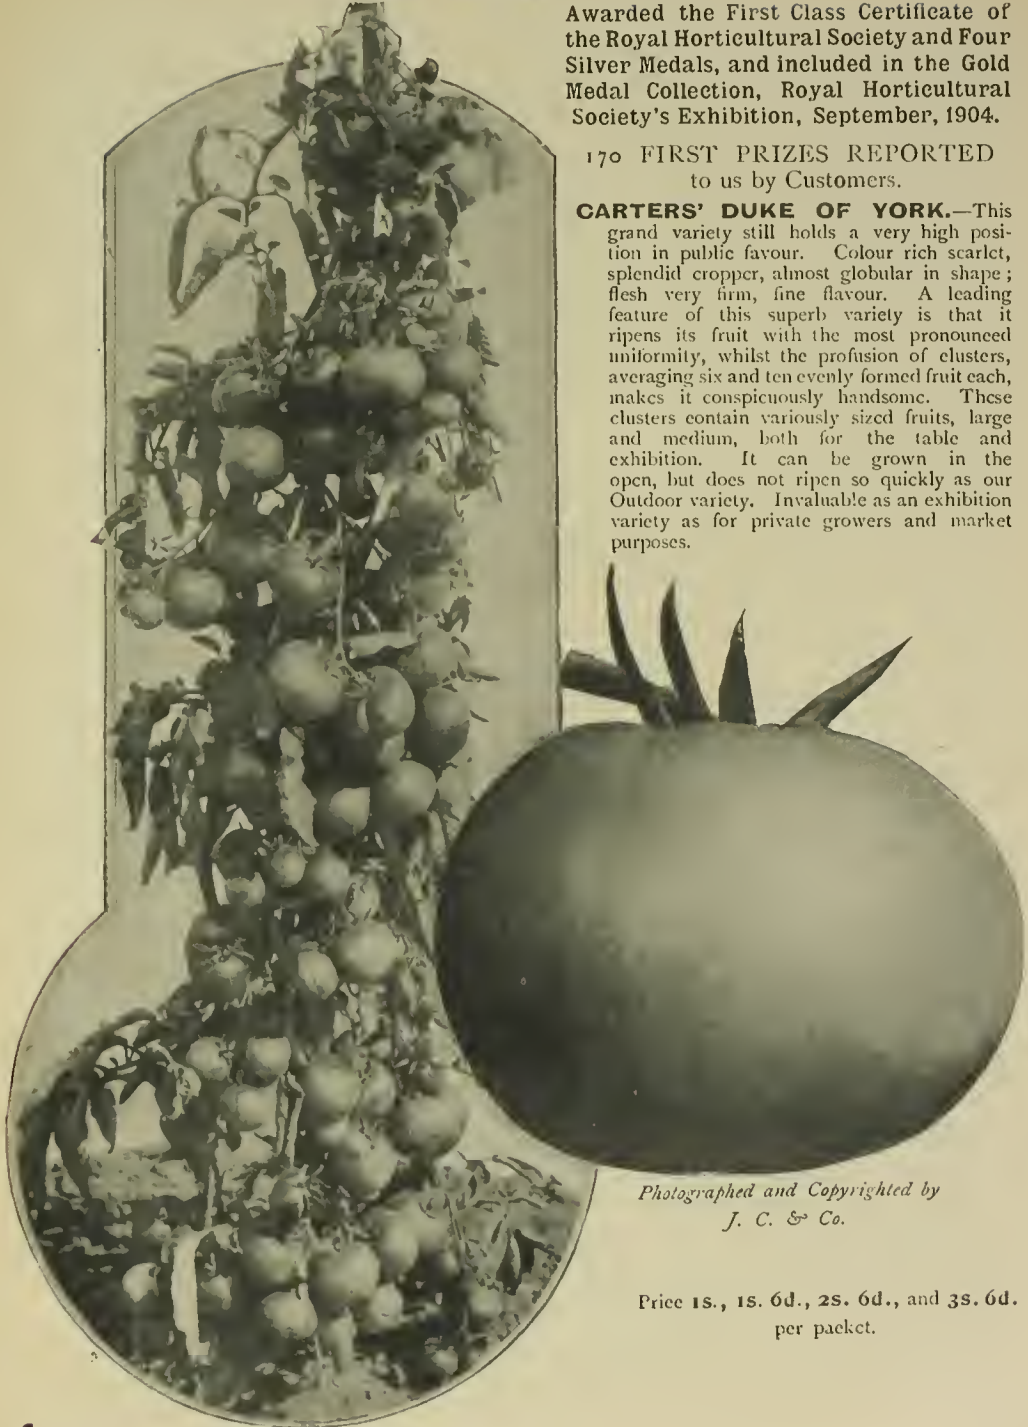 Awarded the First Class Certificate of
the Royal Horticultural Society and Four
Silver Medals, and included in the Gold
Medal Collection, Royal Horticultural
Society's Exhibition, September, 1904.
170 FIRST PRIZES REPORTED
to us by Customers.
CARTERS' DUKE OF YORK.—This
grand variety still holds a very high posi-
tion in public favour. Colour rich scarlet,
splendid cropper, almost globular in shape;
flesh very firm, fine flavour. A leading
feature of this superb variety is that it
ripens its fruit with the most pronounced
uniformity, whilst the profusion of clusters,
averaging six and ten evenly formed fruit each,
makes it conspicuously handsome. These
clusters contain variously sized fruits, large
and medium, both for the table and
exhibition. It can be grown in the
open, but does not ripen so quickly as our
Outdoor variety. Invaluable as an exhibition
variety as for private growers and market
purposes.
Photographed and Copyrighted by
J. C. & Co.
Price 1s., 1s. 6d., 2s. 6d., and 3s. 6d.
per packet.